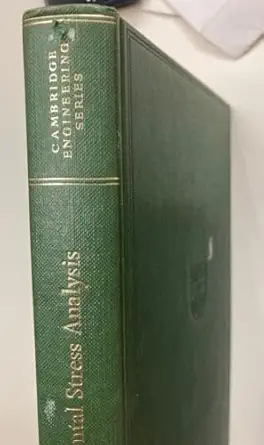 CAMBRIDGE
ENGINEERING
SERIES
ntal Stress Analysis